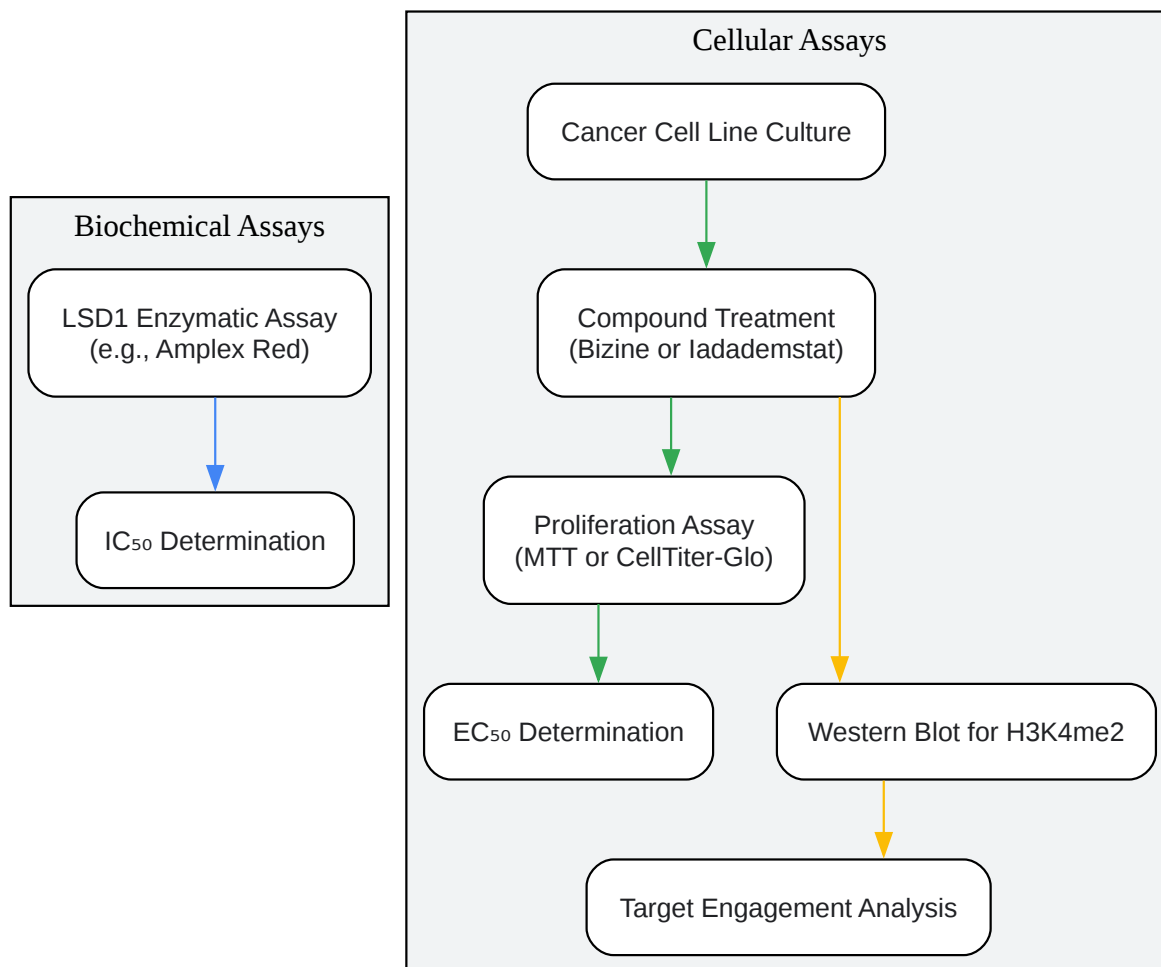 Biochemical Assays
LSD1 Enzymatic Assay
(e.g., Amplex Red)
IC₅₀ Determination
Cellular Assays
Cancer Cell Line Culture
Compound Treatment
(Bizine or Iadademstat)
Proliferation Assay
(MTT or CellTiter-Glo)
EC₅₀ Determination
Western Blot for H3K4me2
Target Engagement Analysis